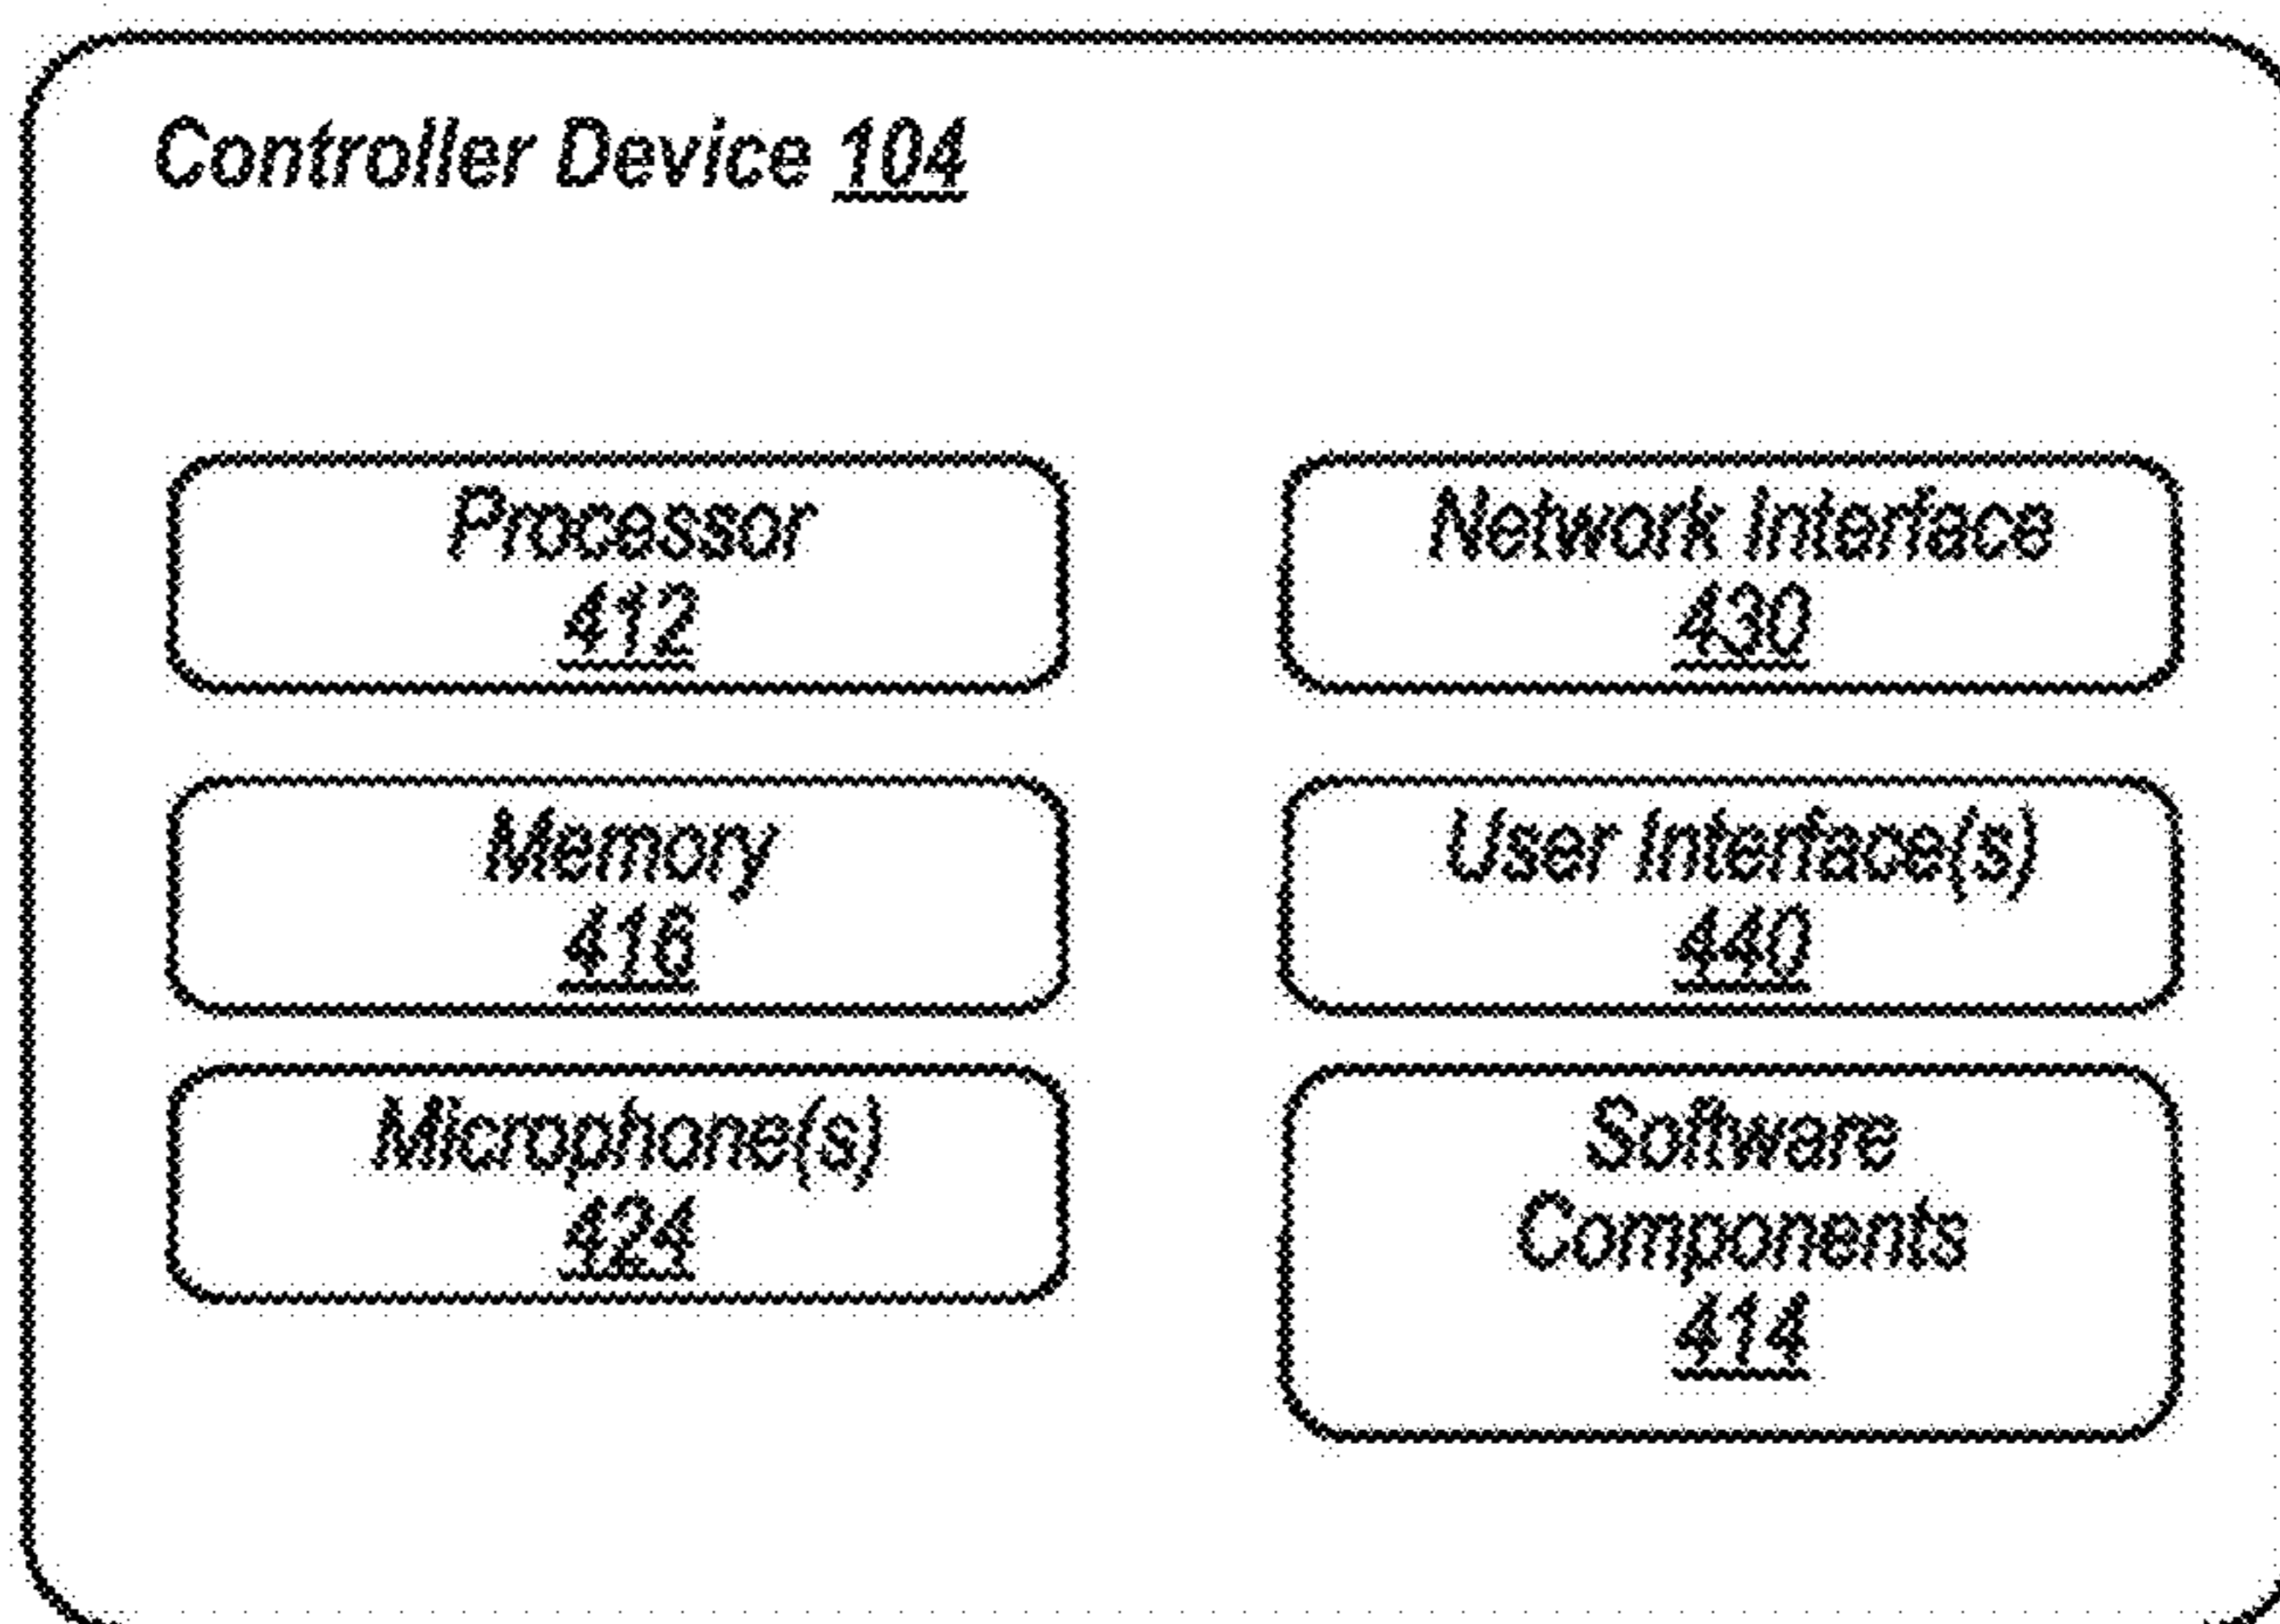 Controller Device 104
Processor
412
Network Interface
430
Memory
416
User Interface(s)
440
Microphone(s)
424
Software
Components
414